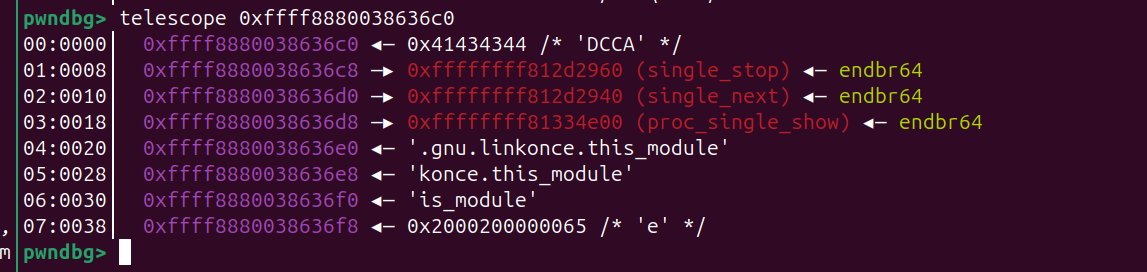 pwndbg> telescope 0xffff8880038636c0
00:0000│  0xffff8880038636c0 ◂— 0x41434344 /* 'DCCA' */
01:0008│  0xffff8880038636c8 —▸ 0xffffffff812d2960 (single_stop) ◂— endbr64
02:0010│  0xffff8880038636d0 —▸ 0xffffffff812d2940 (single_next) ◂— endbr64
03:0018│  0xffff8880038636d8 —▸ 0xffffffff81334e00 (proc_single_show) ◂— endbr64
04:0020│  0xffff8880038636e0 ◂— '.gnu.linkonce.this_module'
05:0028│  0xffff8880038636e8 ◂— 'konce.this_module'
06:0030│  0xffff8880038636f0 ◂— 'is_module'
, 07:0038│  0xffff8880038636f8 ◂— 0x2000200000065 /* 'e' */
m pwndbg>